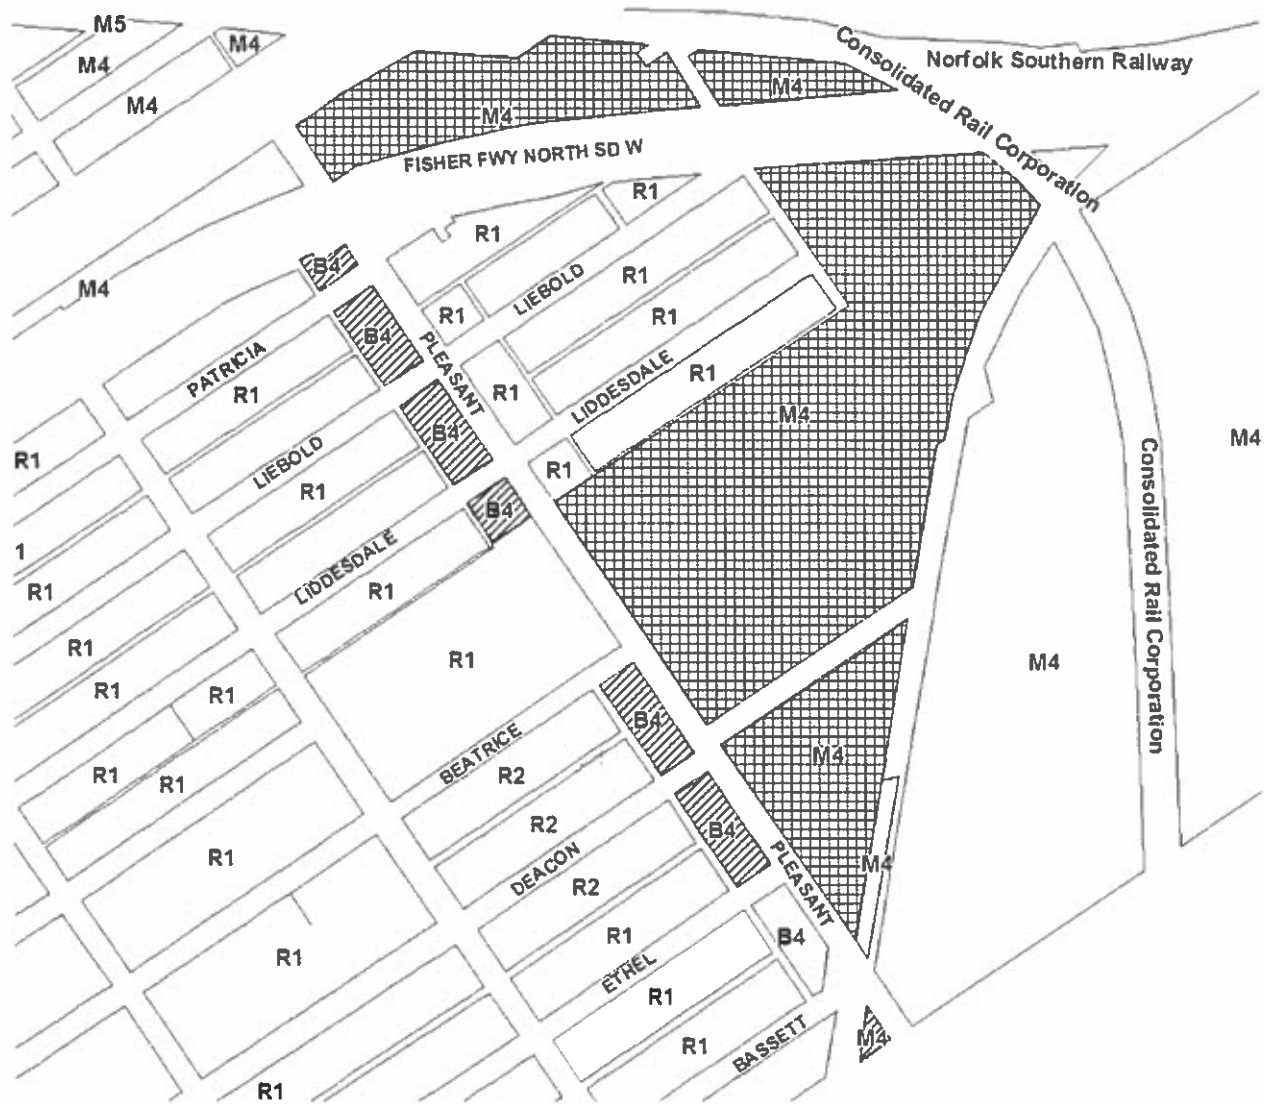 M5
M4
M4
M4
Consolidated Rail Corporation
Norfolk Southern Railway
M4
M4
FISHER FWY NORTH SD W
R1
R1
B4
M4
LIEBOLD
R1
R1
R1
B4
PLEASANT
PATRICIA
R1
R1
LIDDESDALE
R1
M4
B4
M4
R1
LIEBOLD
R1
R1
B4
Consolidated Rail Corporation
1
LIDDESDALE
R1
R1
R1
R1
M4
R1
R1
B4
BEATRICE
M4
R1
R1
R2
R2
B4
R1
DEACON
R2
PLEASANT
M4
R1
R1
B4
ETHEL
R1
R1
BASSETT
M4
R1